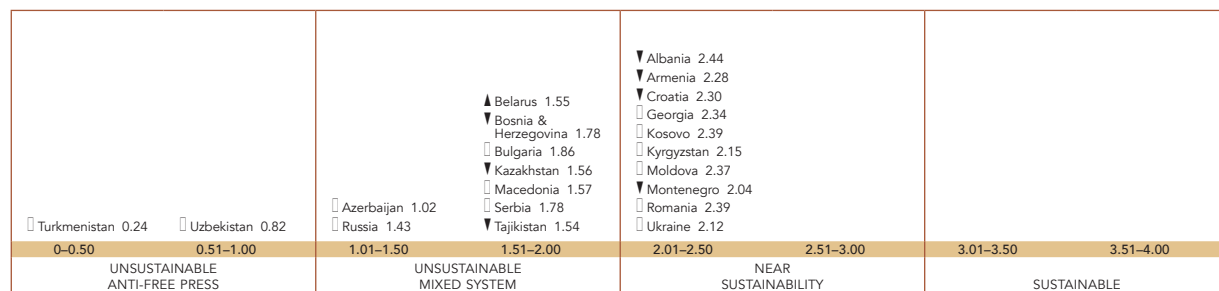 Turkmenistan 0.24
Uzbekistan 0.82
Azerbaijan 1.02
Russia 1.43
▲ Belarus 1.55
▼ Bosnia &
Herzegovina 1.78
Bulgaria 1.86
▼ Kazakhstan 1.56
Macedonia 1.57
Serbia 1.78
▼ Tajikistan 1.54
▼ Albania 2.44
▼ Armenia 2.28
▼ Croatia 2.30
Georgia 2.34
Kosovo 2.39
Kyrgyzstan 2.15
Moldova 2.37
▼ Montenegro 2.04
Romania 2.39
Ukraine 2.12
0–0.50 0.51–1.00 1.01–1.50 1.51–2.00 2.01–2.50 2.51–3.00 3.01–3.50 3.51–4.00
UNSUSTAINABLE
ANTI-FREE PRESS
UNSUSTAINABLE
MIXED SYSTEM
NEAR
SUSTAINABILITY
SUSTAINABLE